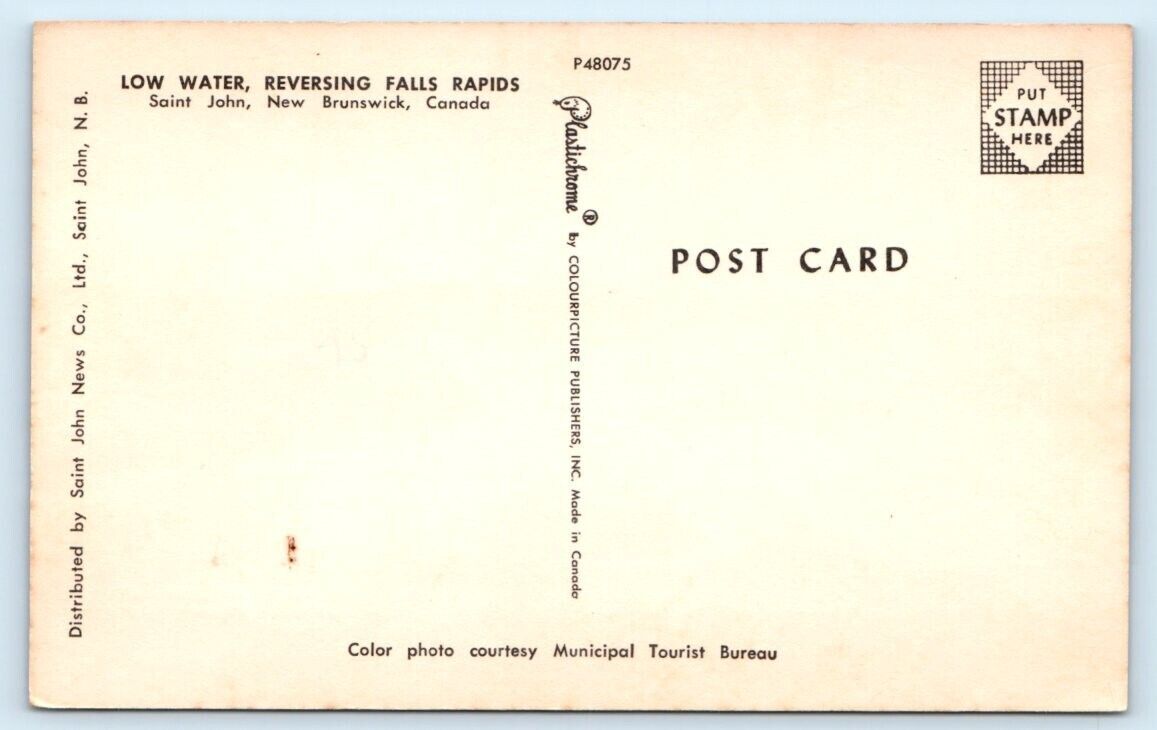 LOW WATER, REVERSING FALLS RAPIDS
Saint John, New Brunswick, Canada
Distributed by Saint John News Co., Ltd., Saint John, N. B.
P48075
Plastichrome ® by COLOURPICTURE PUBLISHERS, INC. Made in Canada
PUT
STAMP
HERE
POST CARD
Color photo courtesy Municipal Tourist Bureau